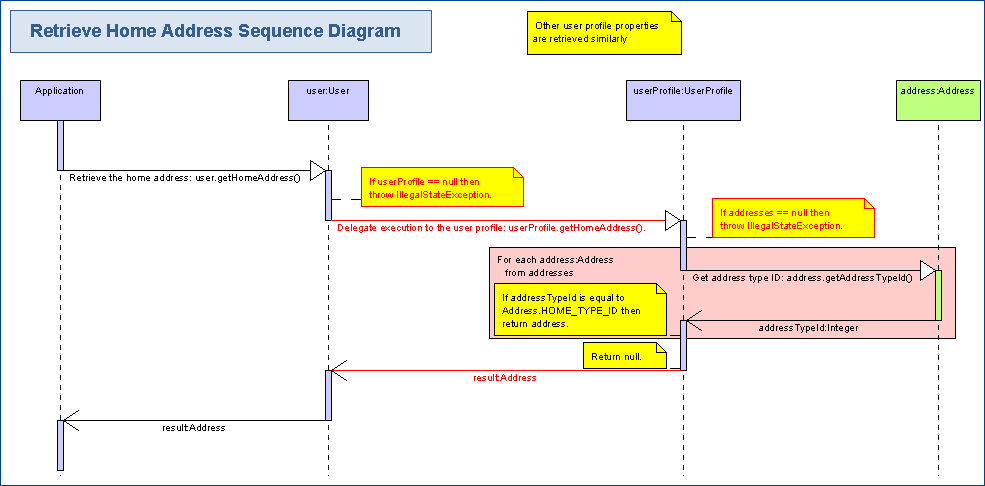 Retrieve Home Address Sequence Diagram
Other user profile properties
are retrieved similarly
Application
user:User
userProfile:UserProfile
address:Address
Retrieve the home address: user.getHomeAddress()
If userProfile == null then
throw IllegalStateException.
Delegate execution to the user profile: userProfile.getHomeAddress().
If addresses == null then
throw IllegalStateException.
For each address:Address
from addresses
Get address type ID: address.getAddressTypeId()
If addressTypeId is equal to
Address.HOME_TYPE_ID then
return address.
addressTypeId:Integer
Return null.
result:Address
result:Address